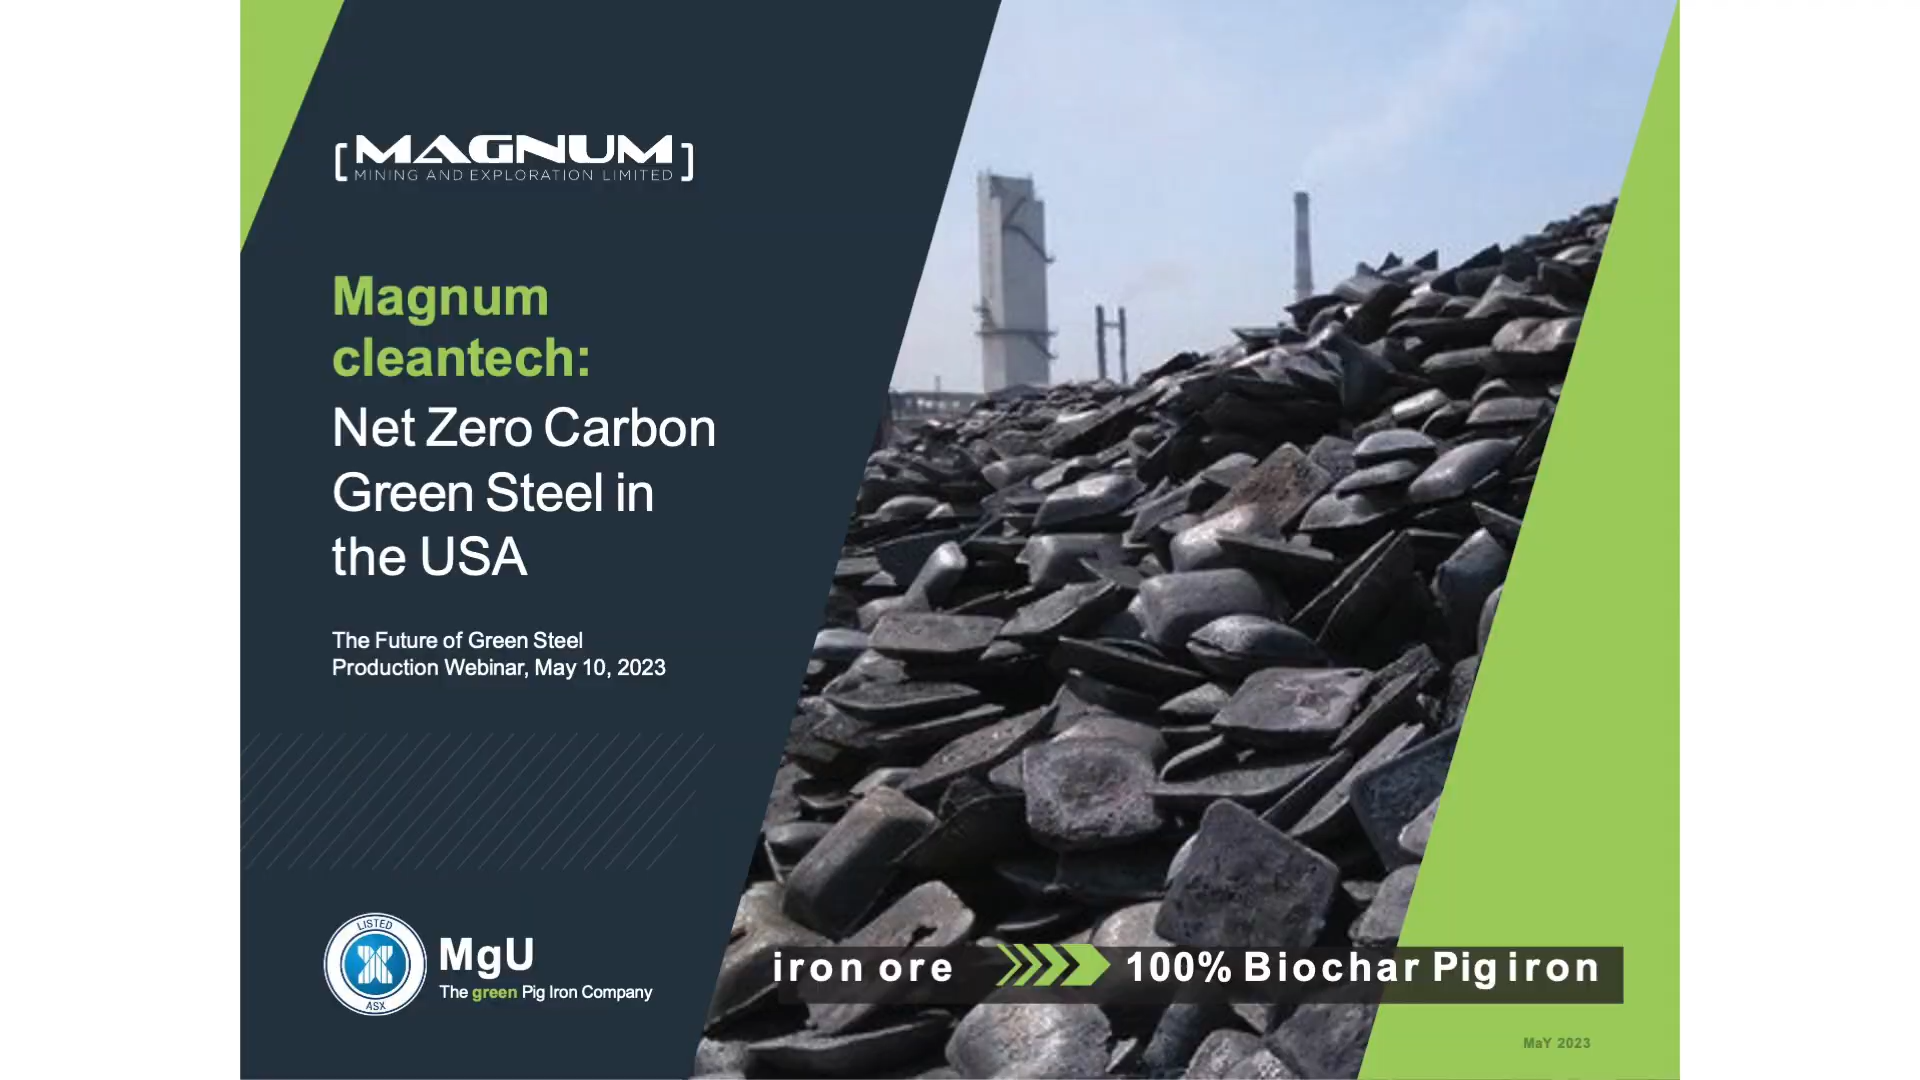 [MAGNUM]
MINING AND EXPLORATION LIMITED
Magnum
cleantech:
Net Zero Carbon
Green Steel in
the USA
The Future of Green Steel
Production Webinar, May 10, 2023
LISTED
ASX
MgU
The green Pig Iron Company
iron ore
100% Biochar Pig iron
MaY 2023